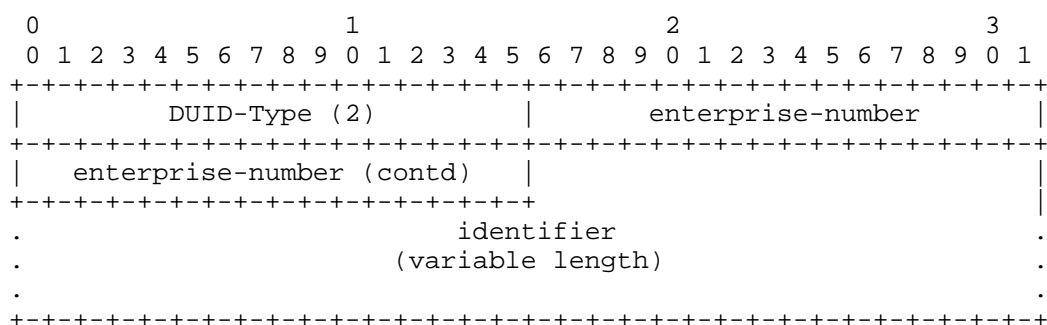 0                   1                   2                   3
 0 1 2 3 4 5 6 7 8 9 0 1 2 3 4 5 6 7 8 9 0 1 2 3 4 5 6 7 8 9 0 1
+-+-+-+-+-+-+-+-+-+-+-+-+-+-+-+-+-+-+-+-+-+-+-+-+-+-+-+-+-+-+-+-+
|         DUID-Type (2)         |       enterprise-number       |
+-+-+-+-+-+-+-+-+-+-+-+-+-+-+-+-+-+-+-+-+-+-+-+-+-+-+-+-+-+-+-+-+
|   enterprise-number (contd)   |                               |
+-+-+-+-+-+-+-+-+-+-+-+-+-+-+-+-+                               |
.                           identifier                          .
.                       (variable length)                       .
.                                                               .
+-+-+-+-+-+-+-+-+-+-+-+-+-+-+-+-+-+-+-+-+-+-+-+-+-+-+-+-+-+-+-+-+